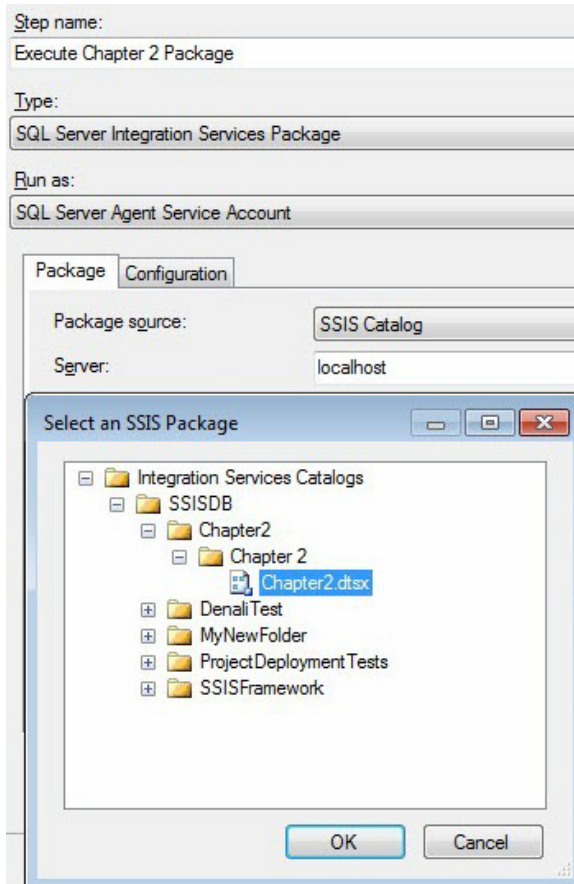 Step name:
Execute Chapter 2 Package
Type:
SQL Server Integration Services Package
Run as:
SQL Server Agent Service Account
Package Configuration
Package source: SSIS Catalog
Server: localhost
Select an SSIS Package
Integration Services Catalogs
SSISDB
Chapter2
Chapter 2
Chapter2.dtsx
DenaliTest
MyNewFolder
ProjectDeploymentTests
SSISFramework
OK Cancel